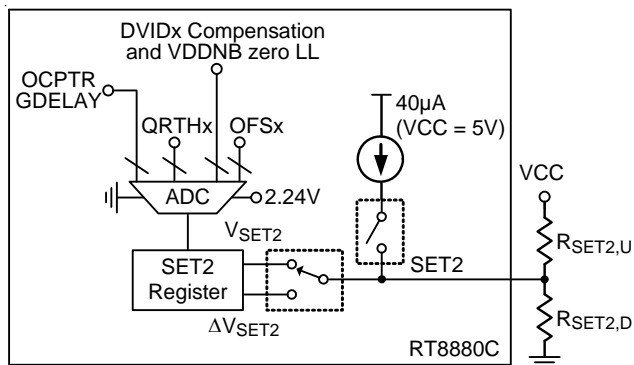 DVIDx Compensation
and VDDNB zero LL
OCPTR
GDELAY
QRTHx
OFSx
40µA
(VCC = 5V)
ADC
2.24V
VCC
VSET2
SET2
Register
SET2
RSET2,U
ΔVSET2
RSET2,D
RT8880C